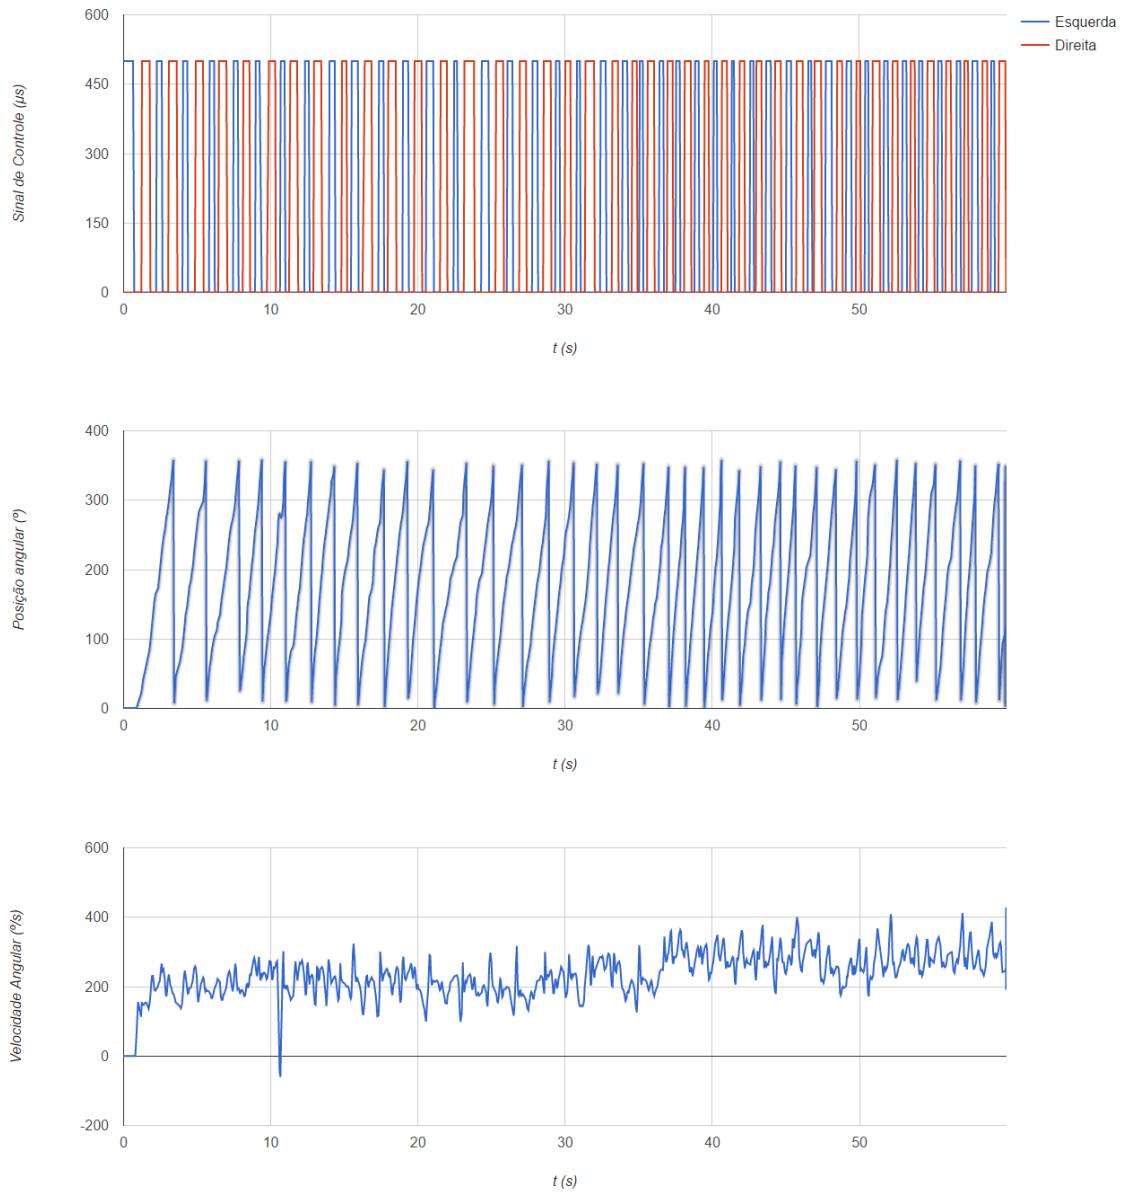 600
450
300
150
0
Sinal de Controle (µs)
Esquerda
Direita
0 10 20 30 40 50
t (s)
400
300
200
100
0
Posição angular (º)
0 10 20 30 40 50
t (s)
600
400
200
0
-200
Velocidade Angular (º/s)
0 10 20 30 40 50
t (s)